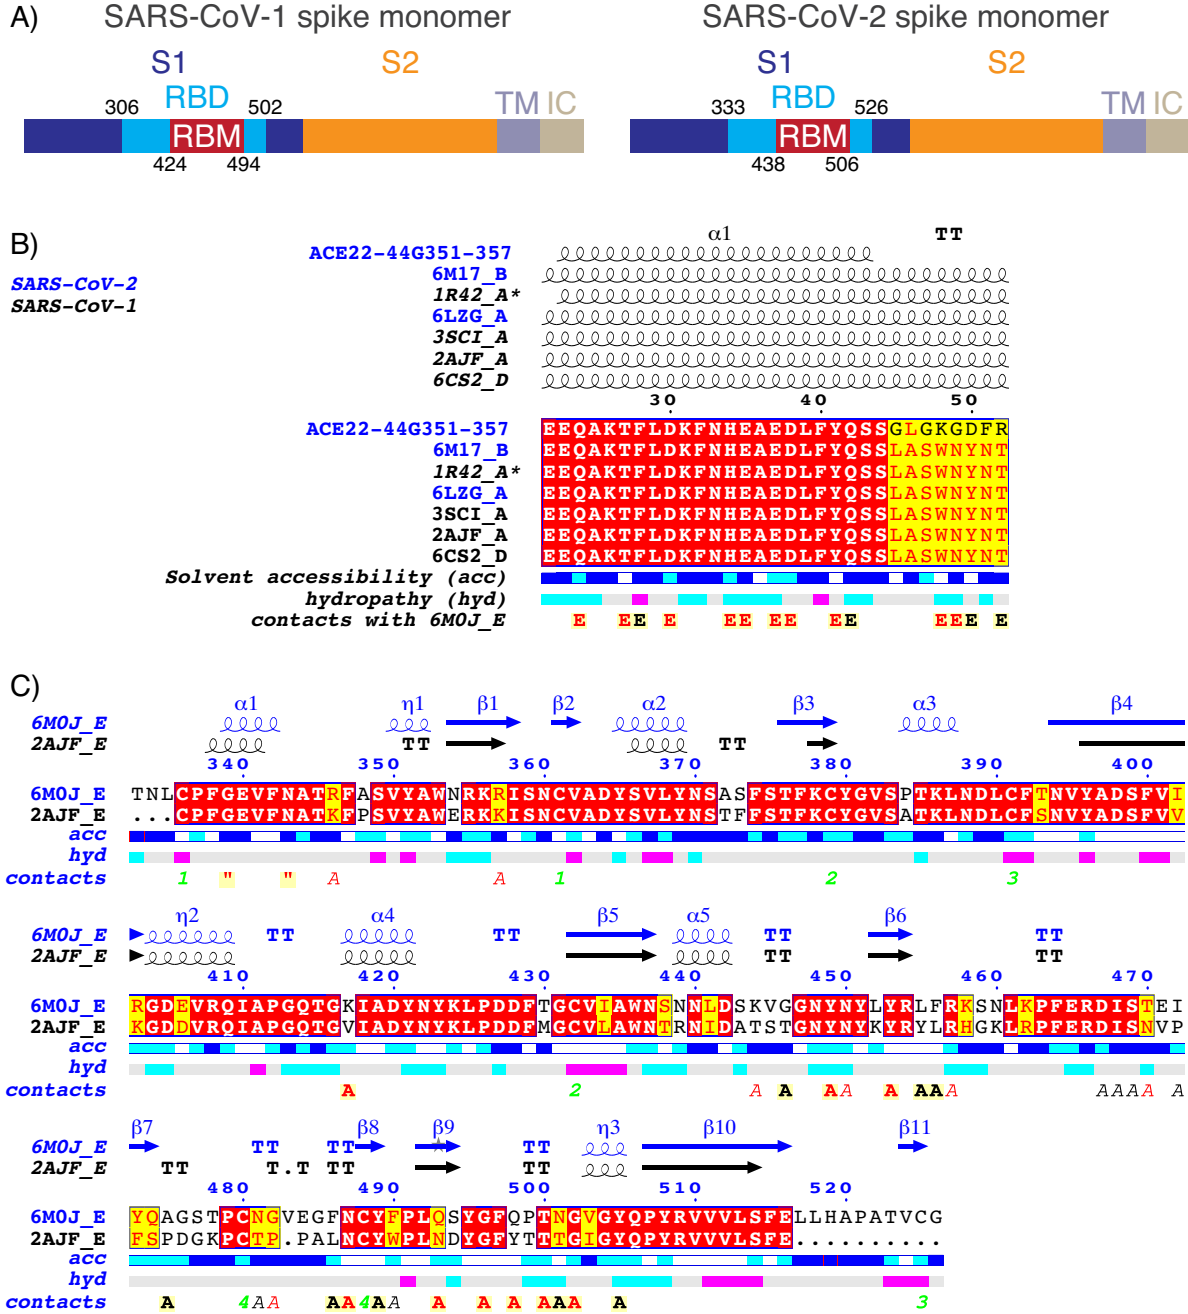 A)
SARS-CoV-1 spike monomer SARS-CoV-2 spike monomer
S1 S2 S1 S2
306 RBD 502 TM IC 333 RBD 526 TM IC
RBM RBM
424 494 438 506
B)
α1 TT
ACE22-44G351-357
SARS-CoV-2
SARS-CoV-1
6M17_B
1R42_A*
6LZG_A
3SCI_A
2AJF_A
6CS2_D
30 40 50
ACE22-44G351-357 EEQAKTFLDKFNHEAEDLFYQSSGLGKGDFR
6M17_B EEQAKTFLDKFNHEAEDLFYQSSLASWNYNT
1R42_A* EEQAKTFLDKFNHEAEDLFYQSSLASWNYNT
6LZG_A EEQAKTFLDKFNHEAEDLFYQSSLASWNYNT
3SCI_A EEQAKTFLDKFNHEAEDLFYQSSLASWNYNT
2AJF_A EEQAKTFLDKFNHEAEDLFYQSSLASWNYNT
6CS2_D EEQAKTFLDKFNHEAEDLFYQSSLASWNYNT
Solvent accessibility (acc)
hydropathy (hyd)
contacts with 6M0J_E E EE E EE EE EE EEE E
C)
α1 η1 β1 β2 α2 β3 α3 β4
6M0J_E
2AJF_E TT TT
340 350 360 370 380 390 400
6M0J_E TNLCPFGEVFNATRFASVYAWNRKRISNCVADYSVLYNSASFSTFKCYGVSPTKLNDLCFTNVYADSFVI
2AJF_E ...CPFGEVFNATKFPSVYAWERKKISNCVADYSVLYNSTFFSTFKCYGVSATKLNDLCFSNVYADSFVV
acc
hyd
contacts 1 " " A A 1 2 3
η2 α4 β5 α5 β6
6M0J_E TT TT TT TT
2AJF_E TT TT
410 420 430 440 450 460 470
6M0J_E RGDEVRQIAPGQTGKIADYNYKLPDDFTGCVIAWNSNNLDSKVGGNYNYLYRLFRKSNLKPFERDISTEI
2AJF_E KGDDVRQIAPGQTGVIADYNYKLPDDFMGCVLAWNTRNIDATSTGNYNYKYRYLRHGKLRPFERDISNVP
acc
hyd
contacts A 2 A A AA A AAA AAAA A
β7 β8 β9 η3 β10 β11
6M0J_E TT TT TT
2AJF_E TT T.T TT TT
480 490 500 510 520
6M0J_E YQAGSTPCNGVEGFNCYFPLQSYGFQPTNGVGYQPYRVVVLSFELLHAPATVCG
2AJF_E FSPDGKPCTP.PALNCYWPLNDYGFYTTTGIGYQPYRVVVLSFE..........
acc
hyd
contacts A 4AA AA4AA A A A AAA A 3